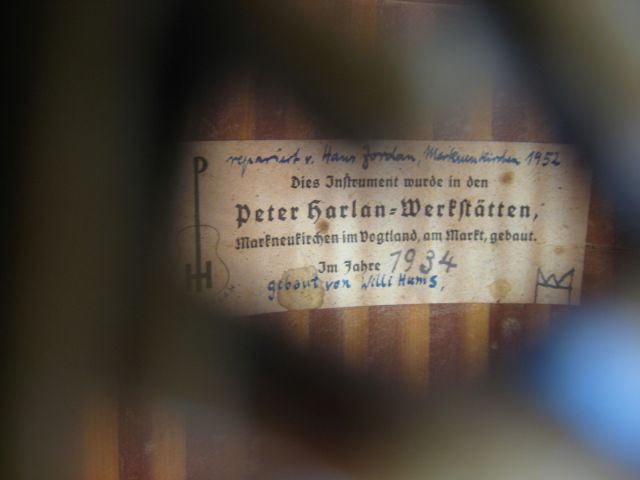 repariert v. Hans Jordan, Markneukirchen 1952
Dies Instrument wurde in den
Peter Harlan-Werkstätten,
Markneukirchen im Vogtland, am Markt, gebaut.
Im Jahre 1934
gebaut von Willi Hums,
P
H